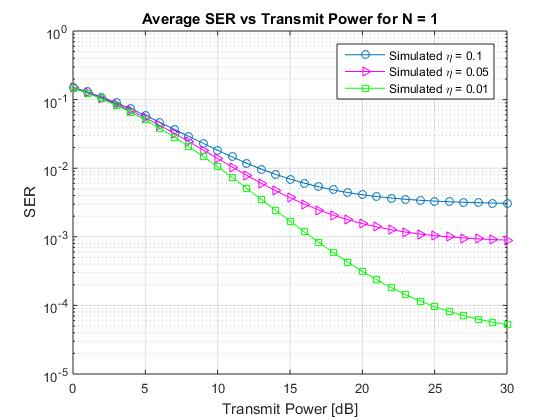 Average SER vs Transmit Power for N = 1
10^0
10^-1
10^-2
10^-3
10^-4
10^-5
SER
Simulated η = 0.1
Simulated η = 0.05
Simulated η = 0.01
0 5 10 15 20 25 30
Transmit Power [dB]